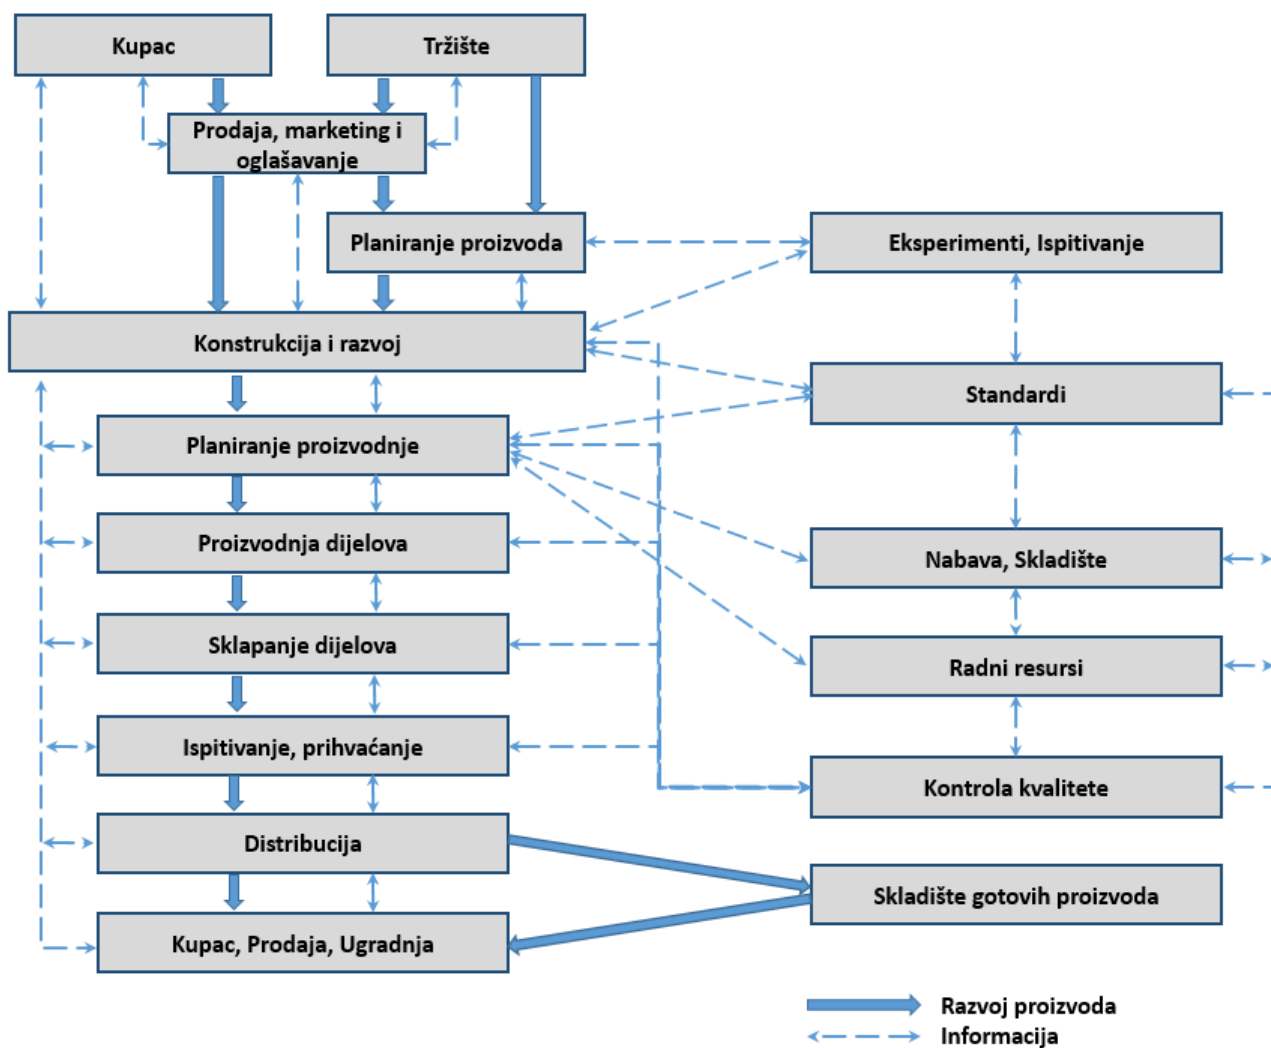 Kupac
Tržište
Prodaja, marketing i
oglašavanje
Planiranje proizvoda
Eksperimenti, Ispitivanje
Konstrukcija i razvoj
Standardi
Planiranje proizvodnje
Proizvodnja dijelova
Nabava, Skladište
Sklapanje dijelova
Radni resursi
Ispitivanje, prihvaćanje
Kontrola kvalitete
Distribucija
Skladište gotovih proizvoda
Kupac, Prodaja, Ugradnja
Razvoj proizvoda
Informacija